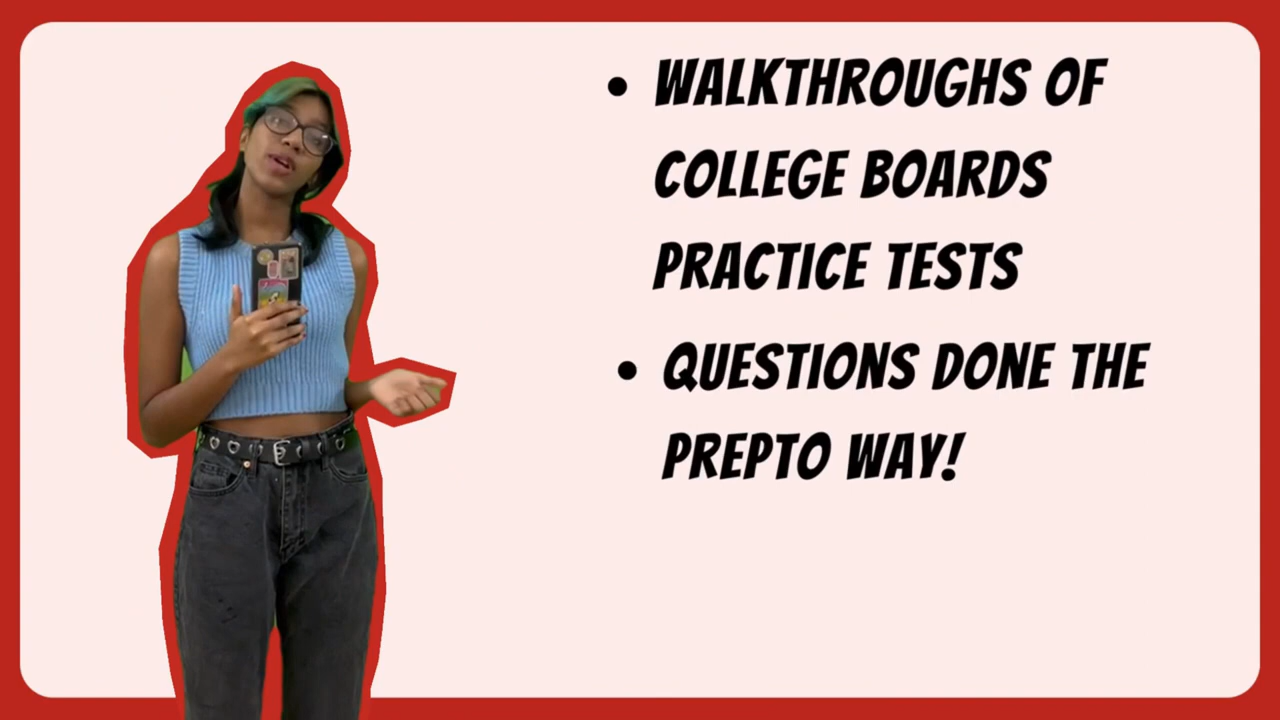 • WALKTHROUGHS OF
COLLEGE BOARDS
PRACTICE TESTS
• QUESTIONS DONE THE
PREPTO WAY!